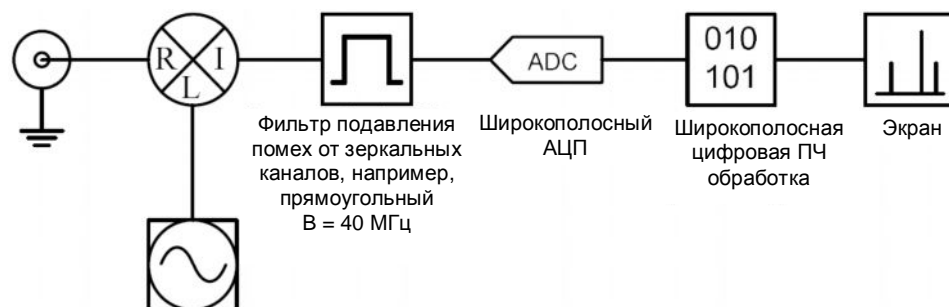 R I
L
ADC
010
101
Фильтр подавления
помех от зеркальных
каналов, например,
прямоугольный
B = 40 МГц
Широкополосный
АЦП
Широкополосная
цифровая ПЧ
обработка
Экран